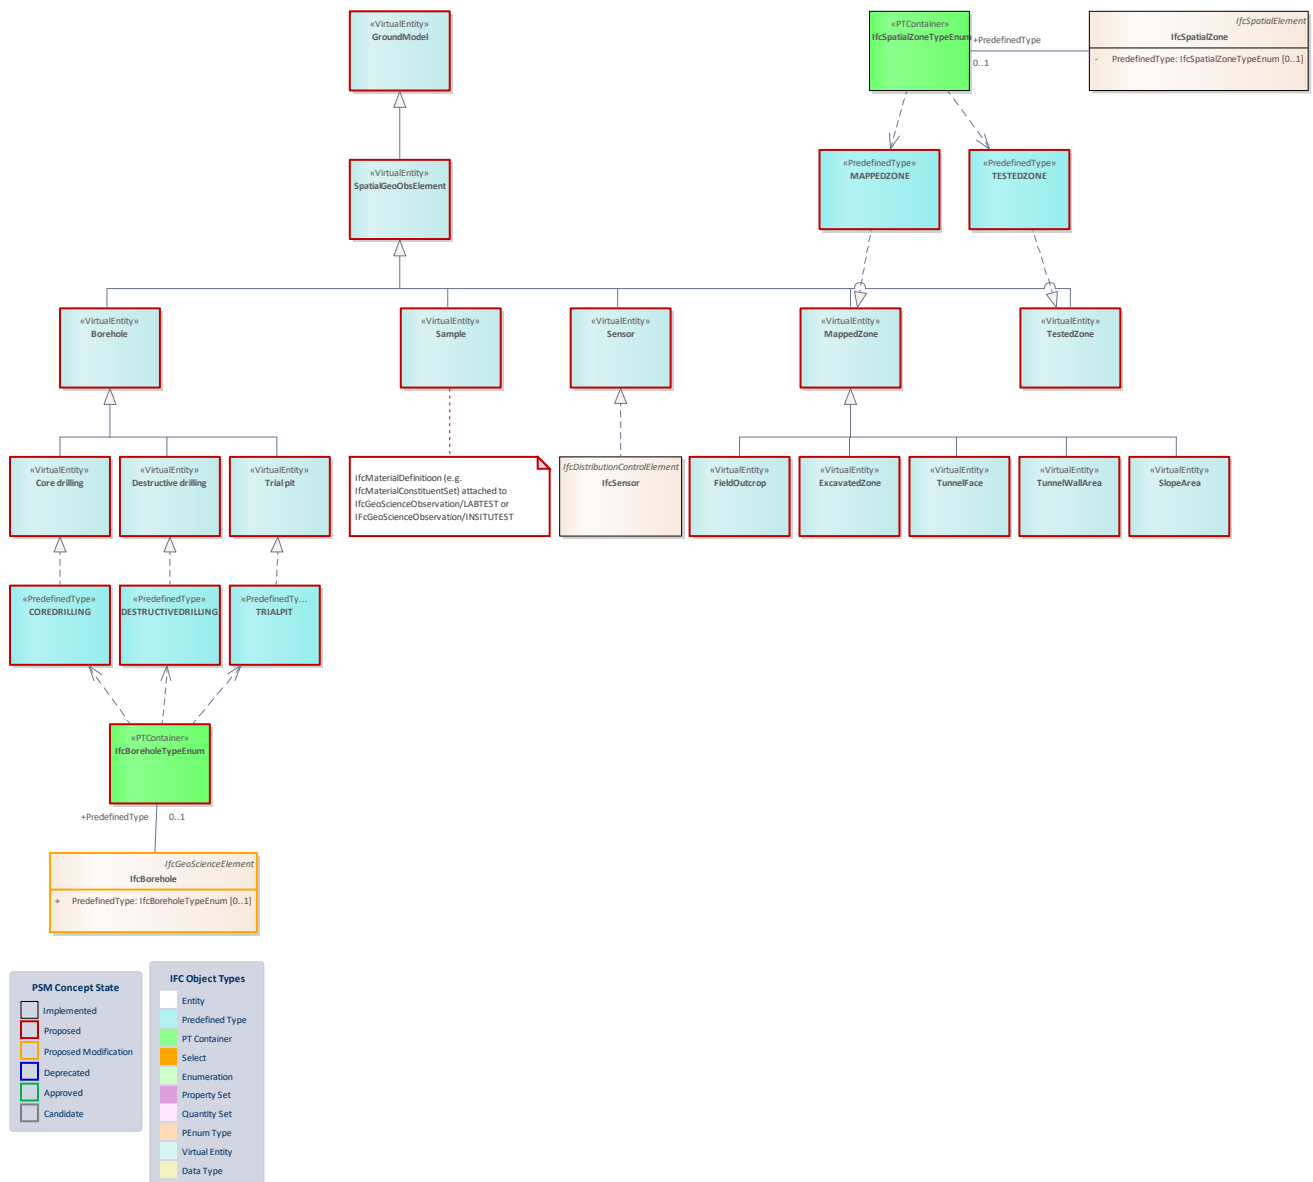 «VirtualEntity»
GroundModel
«PTContainer»
IfcSpatialZoneTypeEnum
+PredefinedType
0..1
IfcSpatialElement
IfcSpatialZone
- PredefinedType: IfcSpatialZoneTypeEnum [0..1]
«VirtualEntity»
SpatialGeoObsElement
«PredefinedType»
MAPPEDZONE
«PredefinedType»
TESTEDZONE
«VirtualEntity»
Borehole
«VirtualEntity»
Sample
«VirtualEntity»
Sensor
«VirtualEntity»
MappedZone
«VirtualEntity»
TestedZone
«VirtualEntity»
Core drilling
«VirtualEntity»
Destructive drilling
«VirtualEntity»
Trial pit
IfcMaterialDefinitioon (e.g.
IfcMaterialConstituentSet) attached to
IfcGeoScienceObservation/LABTEST or
IFcGeoScienceObservation/INSITUTEST
IfcDistributionControlElement
IfcSensor
«VirtualEntity»
FieldOutcrop
«VirtualEntity»
ExcavatedZone
«VirtualEntity»
TunnelFace
«VirtualEntity»
TunnelWallArea
«VirtualEntity»
SlopeArea
«PredefinedType»
COREDRILLING
«PredefinedType»
DESTRUCTIVEDRILLING
«PredefinedTy...
TRIALPIT
«PTContainer»
IfcBoreholeTypeEnum
+PredefinedType
0..1
IfcGeoScienceElement
IfcBorehole
+ PredefinedType: IfcBoreholeTypeEnum [0..1]
PSM Concept State
Implemented
Proposed
Proposed Modification
Deprecated
Approved
Candidate
IFC Object Types
Entity
Predefined Type
PT Container
Select
Enumeration
Property Set
Quantity Set
PEnum Type
Virtual Entity
Data Type